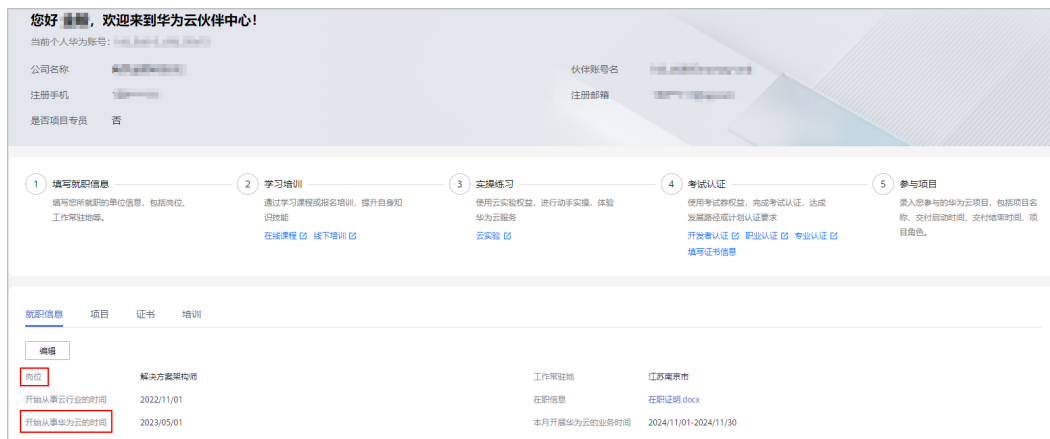 您好 ，欢迎来到华为云伙伴中心！
当前个人华为账号：
公司名称
伙伴账号名
注册手机
注册邮箱
是否项目专员 否
1 填写就职信息
填写您所就职的单位信息，包括岗位、
工作常驻地等。
2 学习培训
通过学习课程或报名培训，提升自身知
识技能
在线课程 线下培训
3 实操练习
使用云实验权益，进行动手实操，体验
华为云服务
云实验
4 考试认证
使用考试券权益，完成考试认证，达成
发展路径或计划认证要求
开发者认证 职业认证 专业认证
填写证书信息
5 参与项目
录入您参与的华为云项目，包括项目名
称、交付启动时间、交付结束时间、项
目角色。
就职信息 项目 证书 培训
编辑
岗位 解决方案架构师
工作常驻地 江苏南京市
开始从事云行业的时间 2022/11/01
在职信息 在职证明.docx
开始从事华为云的时间 2023/05/01
本月开展华为云的业务时间 2024/11/01-2024/11/30